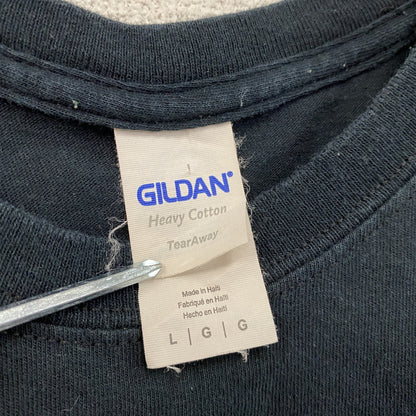 GILDAN®
Heavy Cotton
TearAway
Made in Haiti
Fabriqué en Haïti
Hecho en Haití
L | G | G